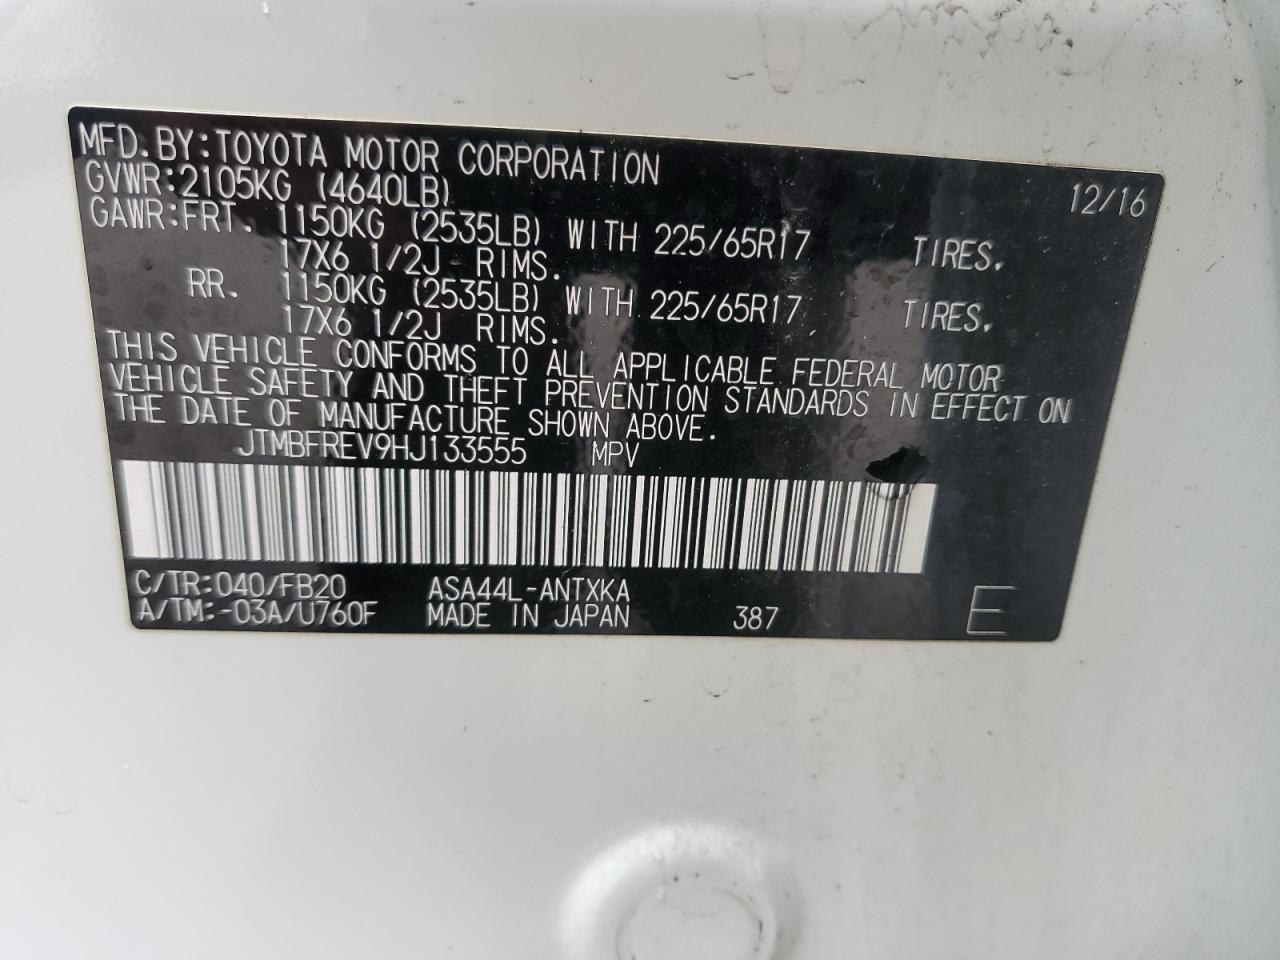 MFD.BY:TOYOTA MOTOR CORPORATION 12/16
GVWR:2105KG (4640LB)
GAWR:FRT. 1150KG (2535LB) WITH 225/65R17 TIRES.
17X6 1/2J RIMS.
RR. 1150KG (2535LB) WITH 225/65R17 TIRES.
17X6 1/2J RIMS.
THIS VEHICLE CONFORMS TO ALL APPLICABLE FEDERAL MOTOR
VEHICLE SAFETY AND THEFT PREVENTION STANDARDS IN EFFECT ON
THE DATE OF MANUFACTURE SHOWN ABOVE.
JTMBFREV9HJ133555 MPV
C/TR:040/FB20 ASA44L-ANTXKA
A/TM:-03A/U760F MADE IN JAPAN 387 E